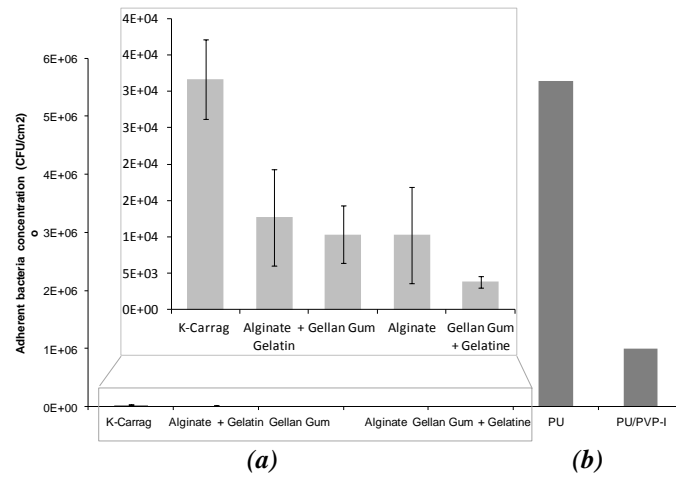 4E+04
4E+04
3E+04
3E+04
2E+04
2E+04
1E+04
5E+03
0E+00
K-Carrag Alginate + Gellan Gum Alginate Gellan Gum
Gelatin + Gelatine
6E+06
5E+06
4E+06
3E+06
2E+06
1E+06
0E+00
Adherent bacteria concentration (CFU/cm2)
o
K-Carrag Alginate + Gelatin Gellan Gum Alginate Gellan Gum + Gelatine PU PU/PVP-I
(a) (b)